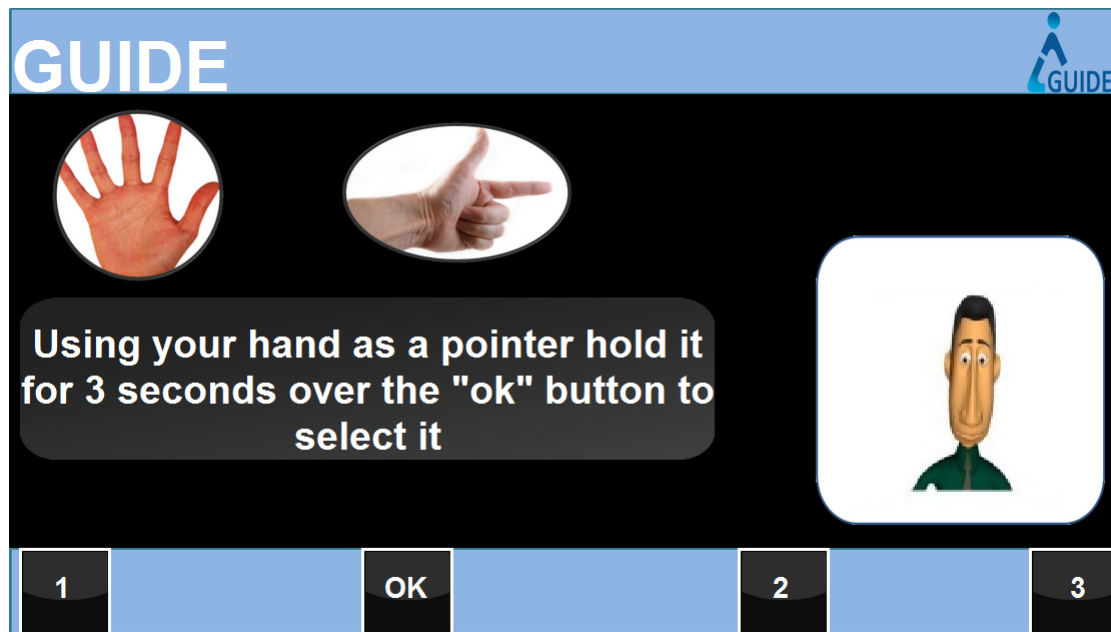 GUIDE
GUIDE
Using your hand as a pointer hold it
for 3 seconds over the "ok" button to
select it
1
OK
2
3